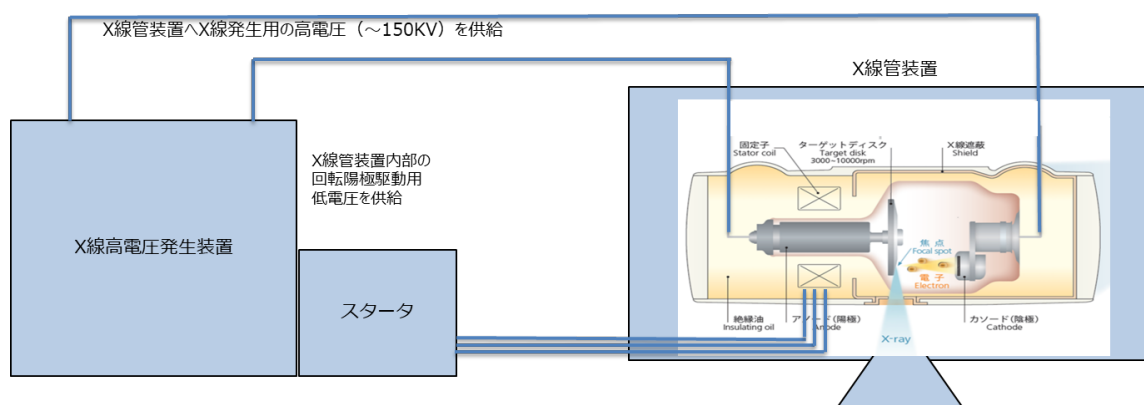 X線管装置へX線発生用の高電圧（～150KV）を供給
X線管装置
X線管装置内部の
回転陽極駆動用
低電圧を供給
X線高電圧発生装置
スタータ
固定子
Stator coil
ターゲットディスク
Target disk
3000~10000rpm
X線遮蔽
Shield
焦点
Focal spot
電子
Electron
絶縁油
Insulating oil
アノード(陽極)
Anode
カソード(陰極)
Cathode
X-ray